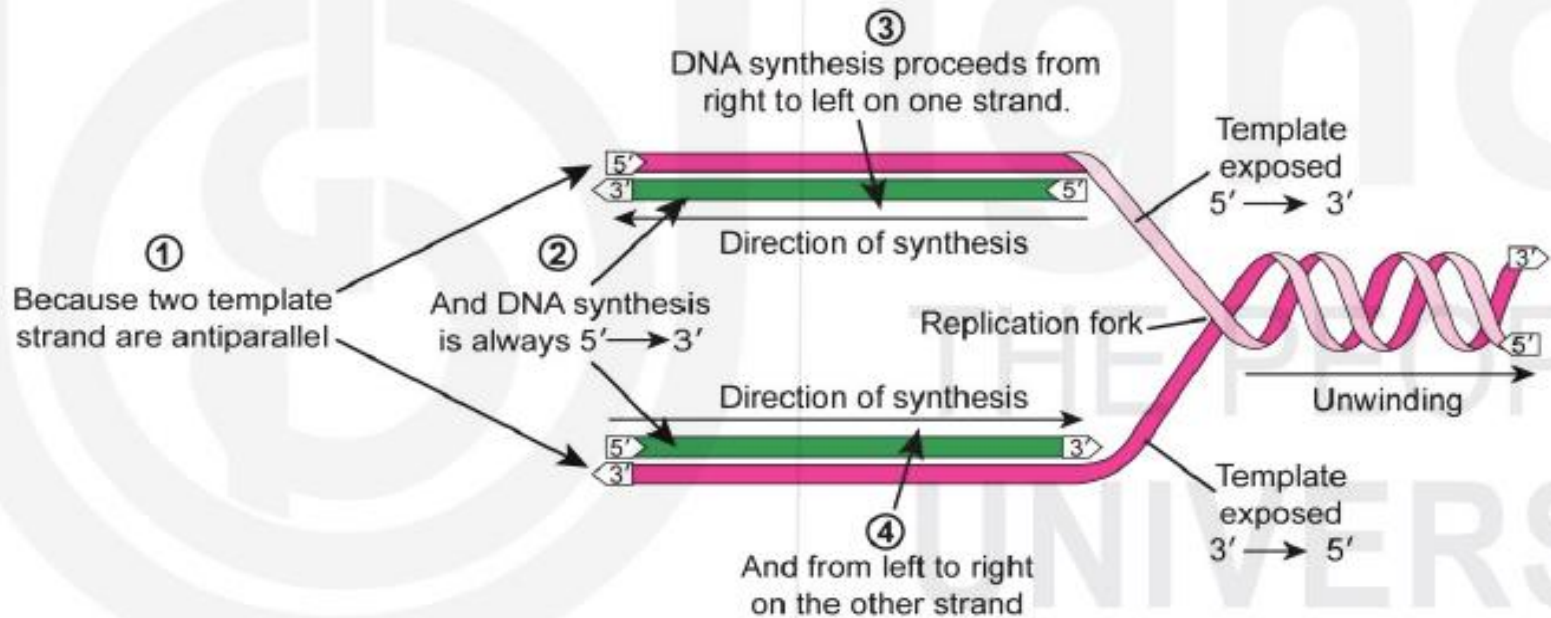 ③
DNA synthesis proceeds from
right to left on one strand.
Template
exposed
5′ → 3′
5′
3′ 5′
Direction of synthesis
①
Because two template
strand are antiparallel
②
And DNA synthesis
is always 5′ → 3′
Replication fork
3′
5′
Unwinding
Direction of synthesis
5′ 3′
3′
Template
exposed
3′ → 5′
④
And from left to right
on the other strand
THE PEOP
UNIVERS